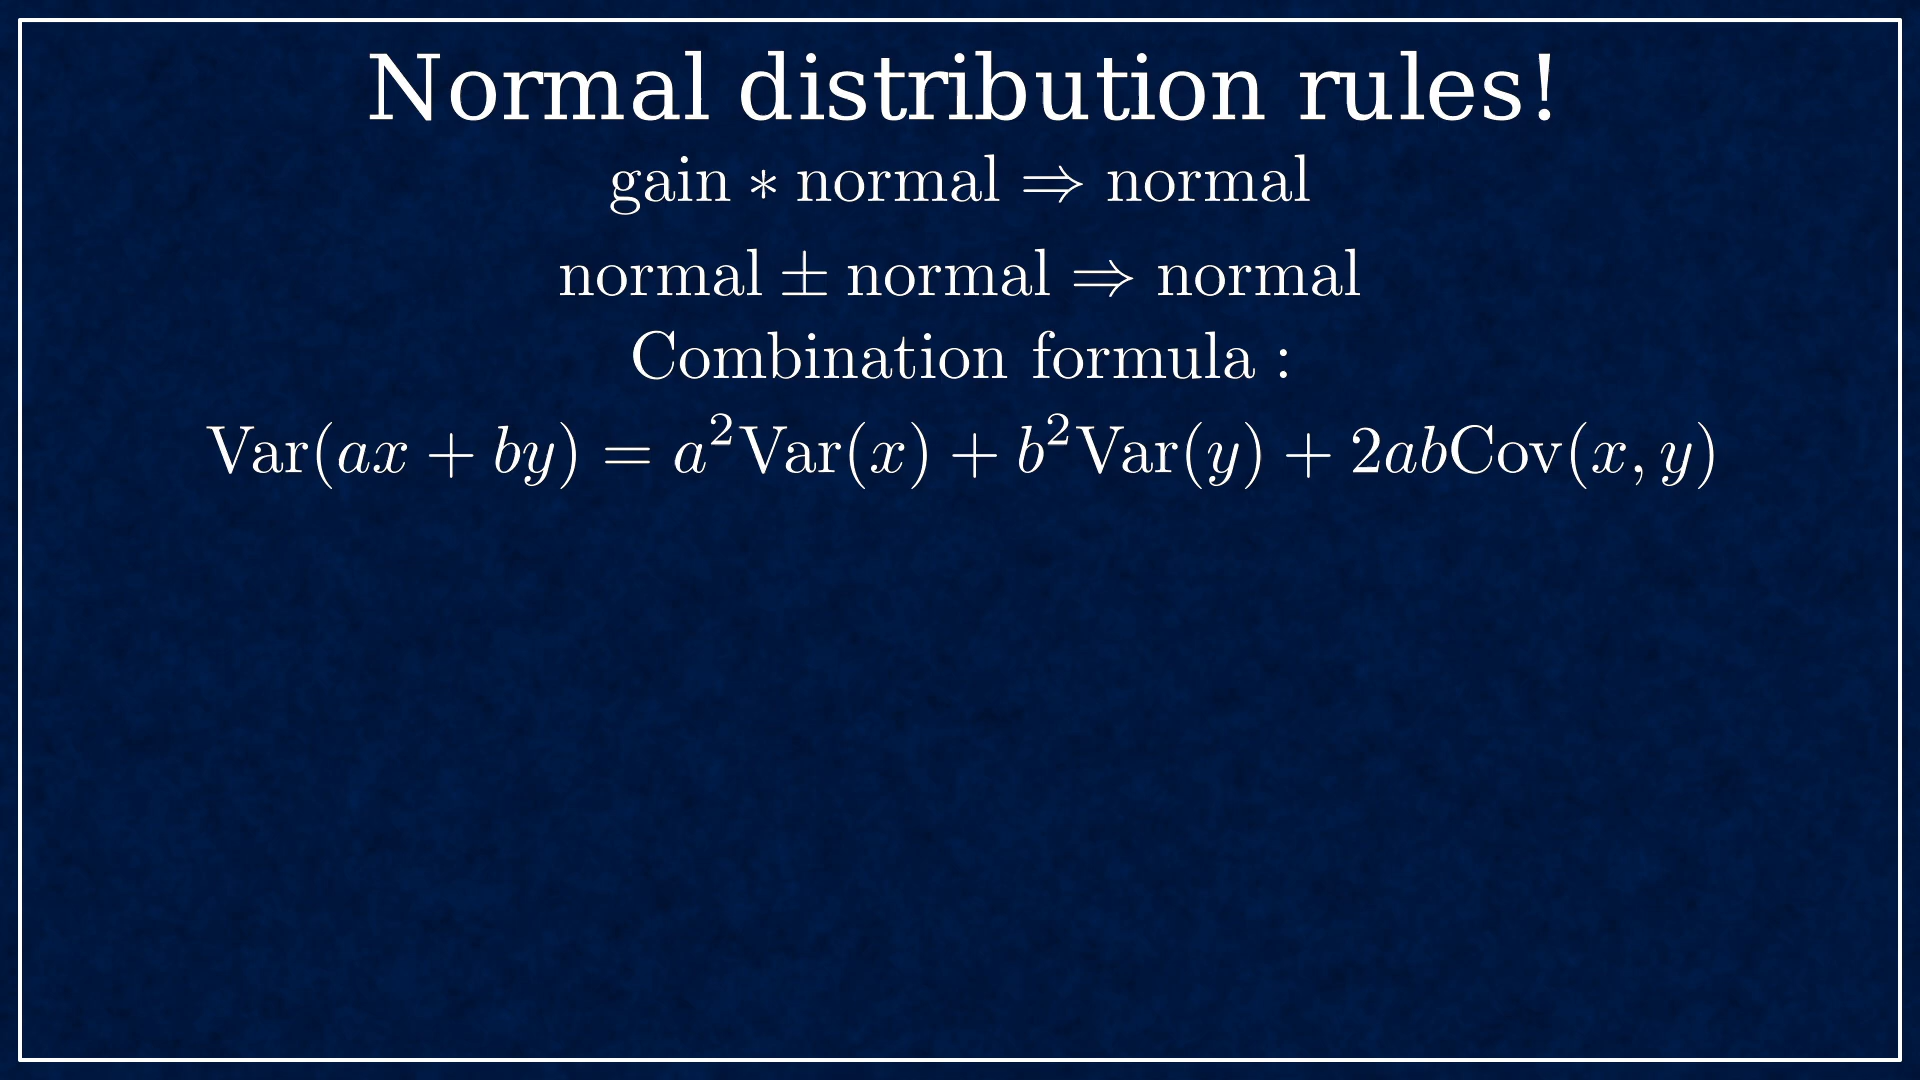 Normal distribution rules!
gain ∗ normal ⇒ normal
normal ± normal ⇒ normal
Combination formula :
Var(ax + by) = a²Var(x) + b²Var(y) + 2abCov(x, y)